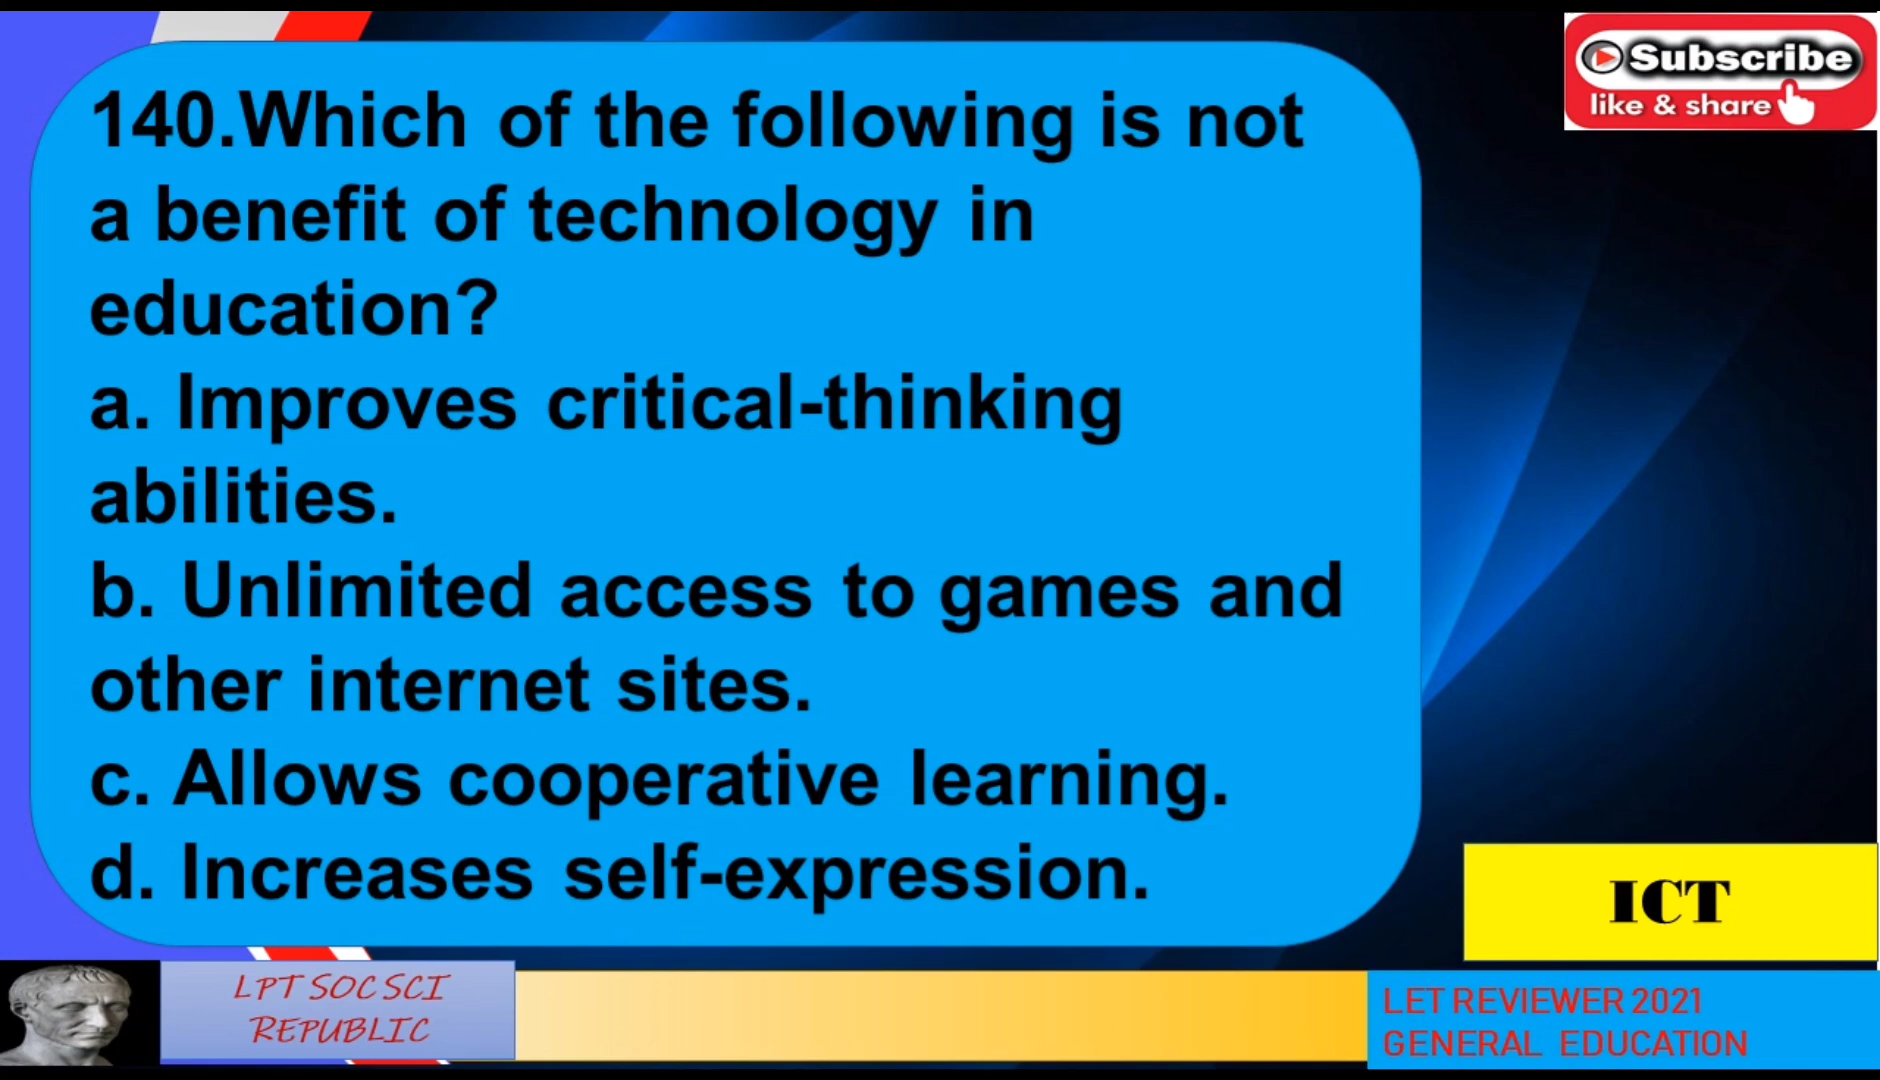 Subscribe
like & share
140.Which of the following is not
a benefit of technology in
education?
a. Improves critical-thinking
abilities.
b. Unlimited access to games and
other internet sites.
c. Allows cooperative learning.
d. Increases self-expression.
ICT
LPT SOC SCI
REPUBLIC
LET REVIEWER 2021
GENERAL EDUCATION